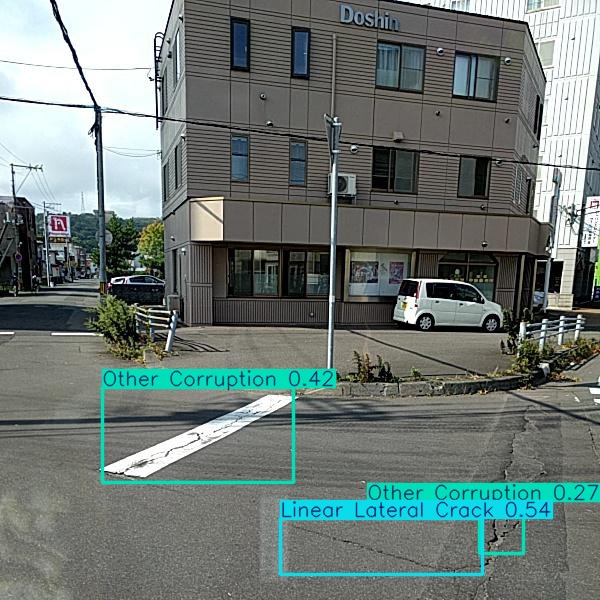 Doshin
Other Corruption 0.42
Other Corruption 0.27
Linear Lateral Crack 0.54